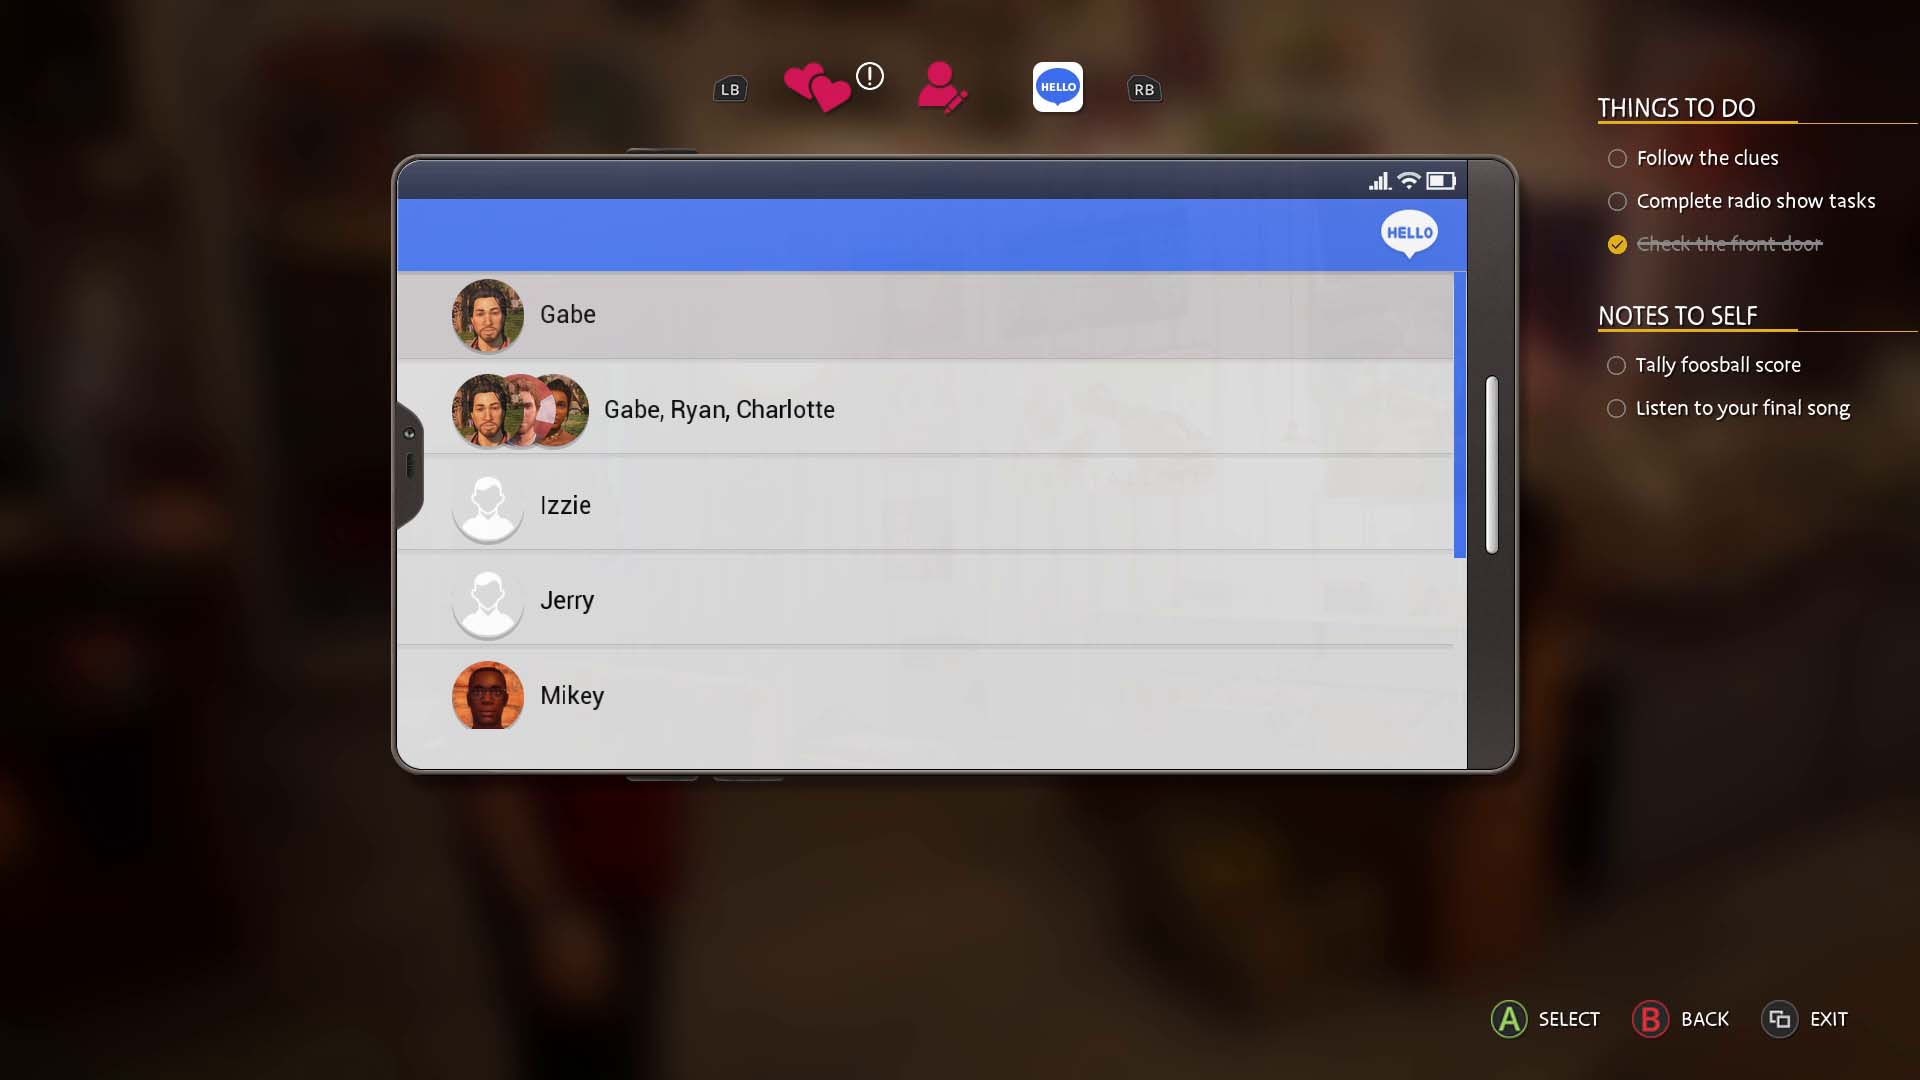 LB
HELLO
RB
THINGS TO DO
Follow the clues
Complete radio show tasks
Check the front door
NOTES TO SELF
Tally foosball score
Listen to your final song
HELLO
Gabe
Gabe, Ryan, Charlotte
Izzie
Jerry
Mikey
A SELECT
B BACK
EXIT